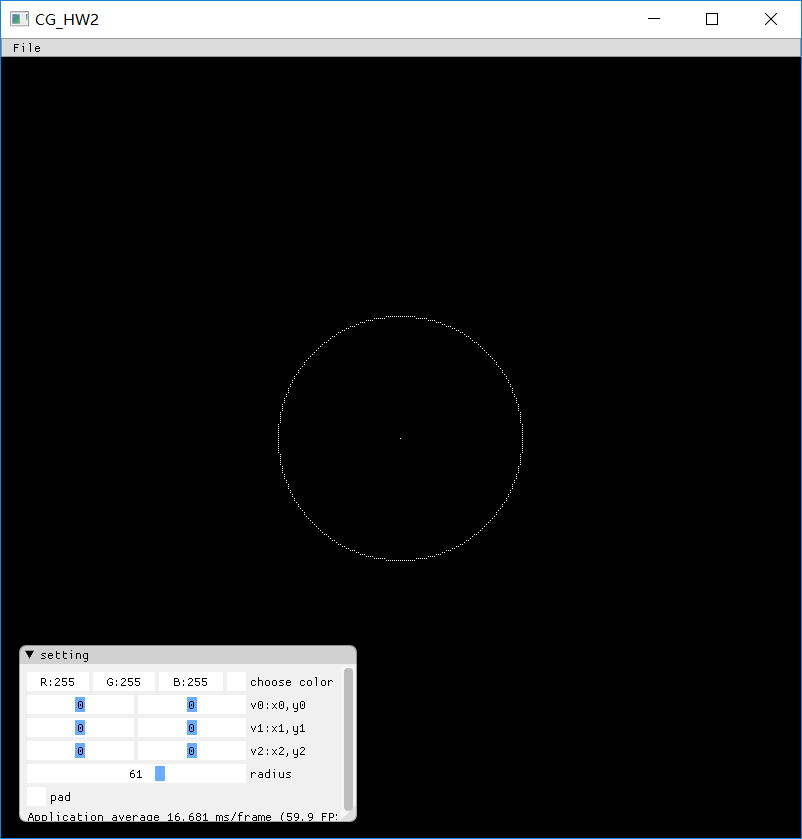 CG_HW2
File
setting
R:255 G:255 B:255 choose color
0 0 v0:x0,y0
0 0 v1:x1,y1
0 0 v2:x2,y2
61 radius
pad
Application average 16.681 ms/frame (59.9 FPS